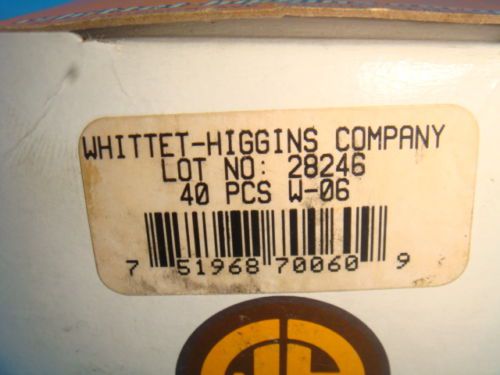 WHITTET-HIGGINS COMPANY
LOT NO: 28246
40 PCS W-06
7 51968 70060 9